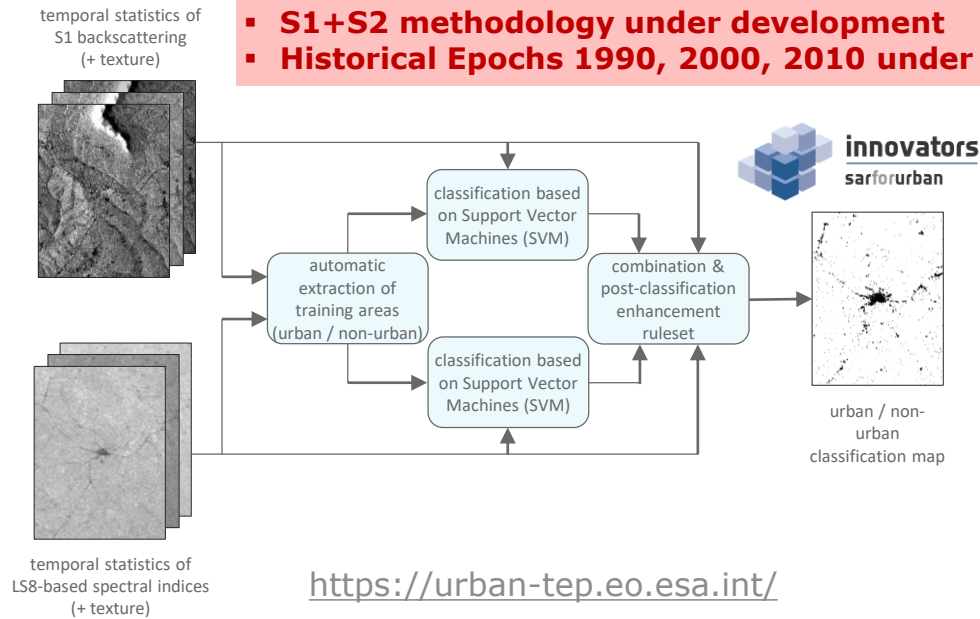 temporal statistics of
S1 backscattering
(+ texture)
▪ S1+S2 methodology under development
▪ Historical Epochs 1990, 2000, 2010 under
innovators
sarforurban
classification based
on Support Vector
Machines (SVM)
automatic
extraction of
training areas
(urban / non-urban)
combination &
post-classification
enhancement
ruleset
classification based
on Support Vector
Machines (SVM)
urban / non-
urban
classification map
temporal statistics of
LS8-based spectral indices
(+ texture)
https://urban-tep.eo.esa.int/